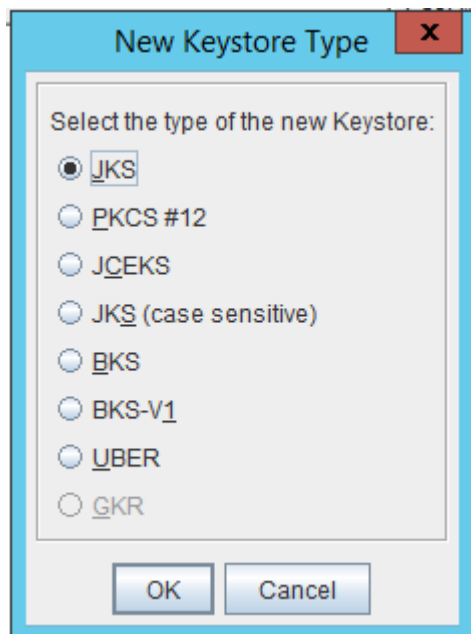 New Keystore Type
x
Select the type of the new Keystore:
JKS
PKCS #12
JCEKS
JKS (case sensitive)
BKS
BKS-V1
UBER
GKR
OK
Cancel